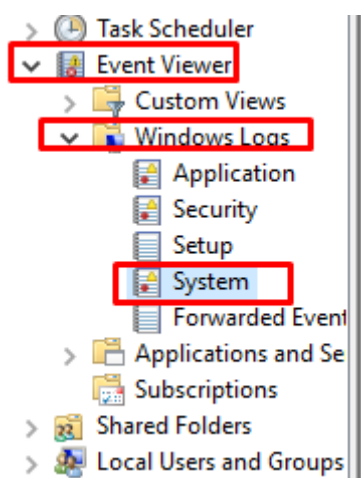 Task Scheduler
Event Viewer
Custom Views
Windows Logs
Application
Security
Setup
System
Forwarded Event
Applications and Se
Subscriptions
Shared Folders
Local Users and Groups